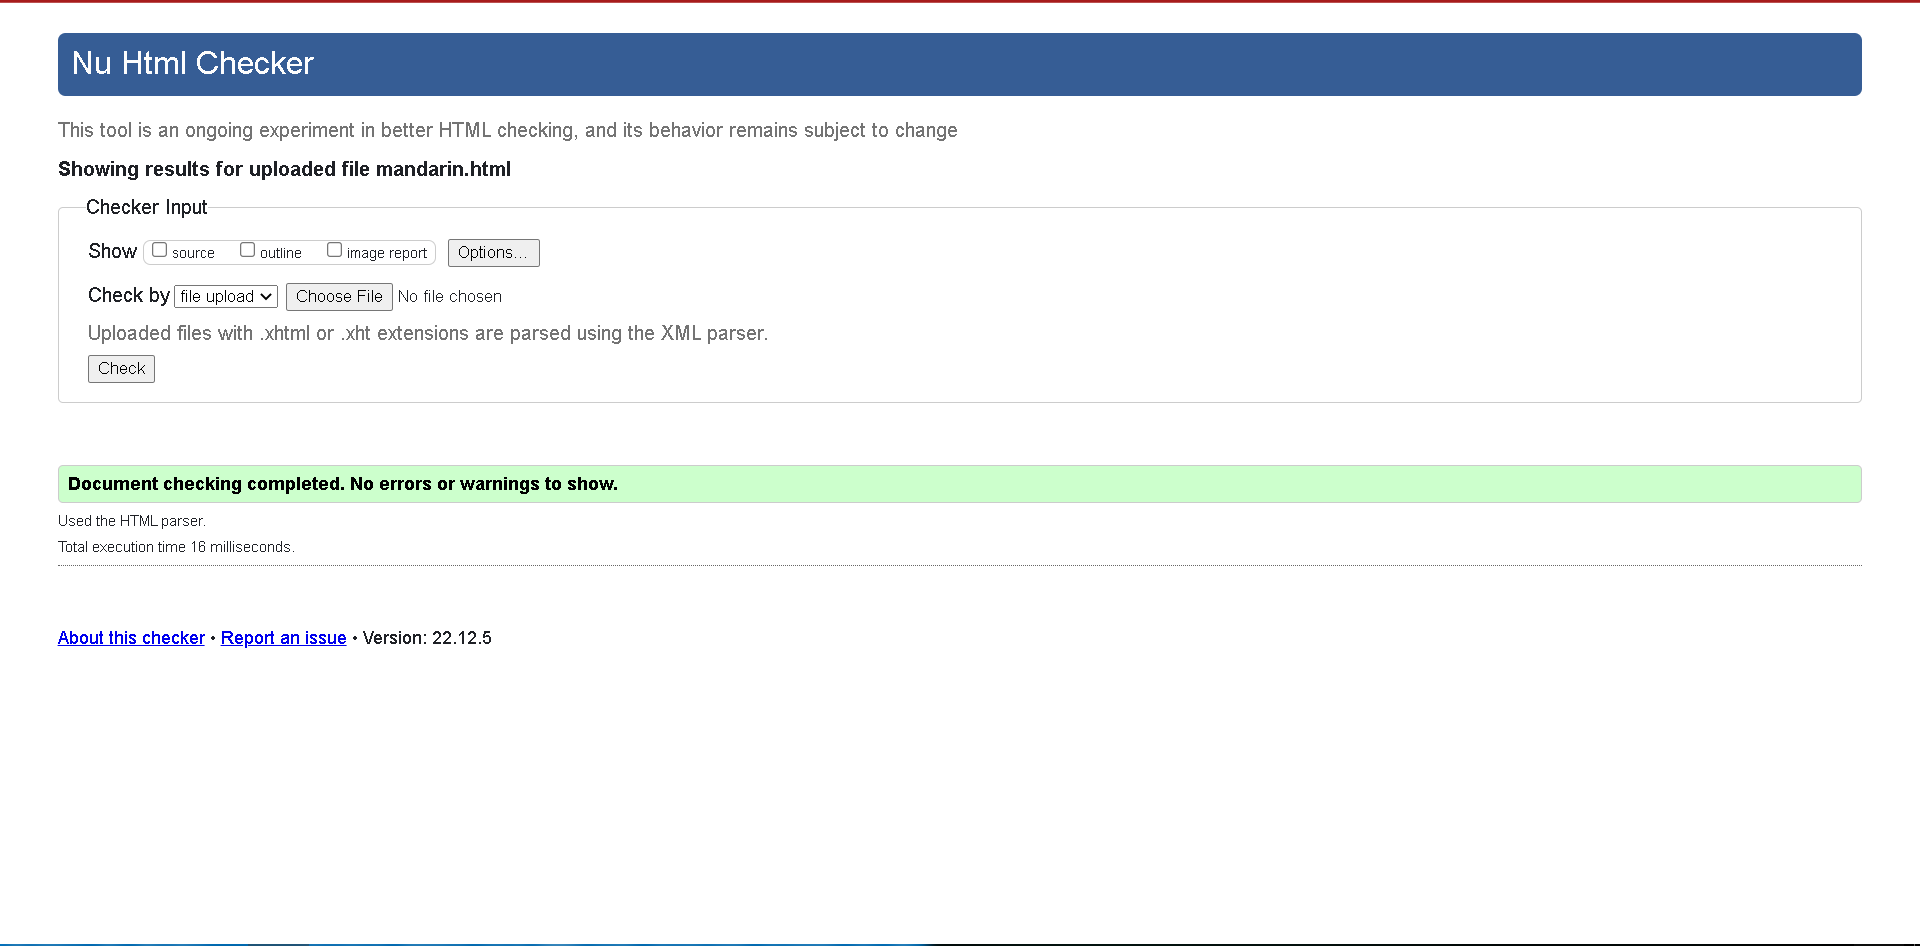 Nu Html Checker
This tool is an ongoing experiment in better HTML checking, and its behavior remains subject to change
Showing results for uploaded file mandarin.html
Checker Input
Show source outline image report Options...
Check by file upload Choose File No file chosen
Uploaded files with .xhtml or .xht extensions are parsed using the XML parser.
Check
Document checking completed. No errors or warnings to show.
Used the HTML parser.
Total execution time 16 milliseconds.
About this checker • Report an issue • Version: 22.12.5